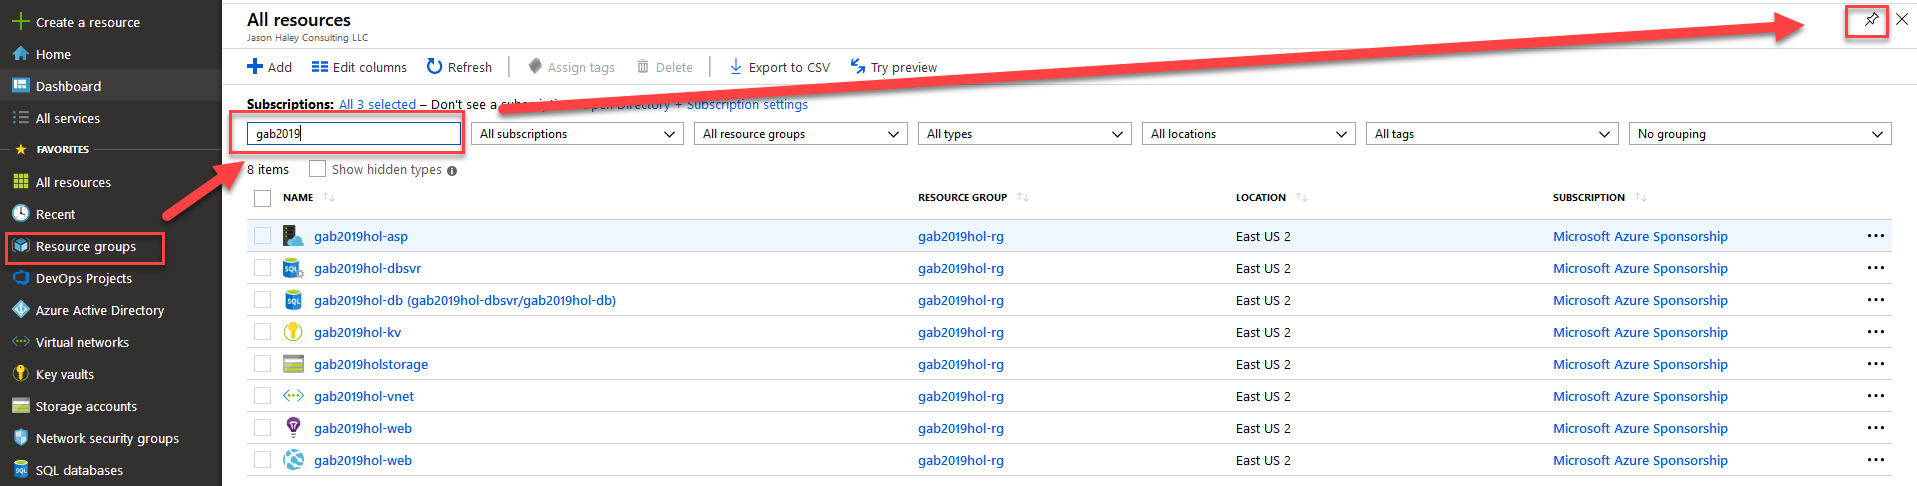 Create a resource
Home
Dashboard
All services
FAVORITES
All resources
Recent
Resource groups
DevOps Projects
Azure Active Directory
Virtual networks
Key vaults
Storage accounts
Network security groups
SQL databases
All resources
Jason Haley Consulting LLC
Add Edit columns Refresh Assign tags Delete Export to CSV Try preview
Subscriptions: All 3 selected – Don't see a Directory + Subscription settings
gab2019 All subscriptions All resource groups All types All locations All tags No grouping
8 items Show hidden types
NAME RESOURCE GROUP LOCATION SUBSCRIPTION
gab2019hol-asp gab2019hol-rg East US 2 Microsoft Azure Sponsorship
gab2019hol-dbsvr gab2019hol-rg East US 2 Microsoft Azure Sponsorship
gab2019hol-db (gab2019hol-dbsvr/gab2019hol-db) gab2019hol-rg East US 2 Microsoft Azure Sponsorship
gab2019hol-kv gab2019hol-rg East US 2 Microsoft Azure Sponsorship
gab2019holstorage gab2019hol-rg East US 2 Microsoft Azure Sponsorship
gab2019hol-vnet gab2019hol-rg East US 2 Microsoft Azure Sponsorship
gab2019hol-web gab2019hol-rg East US 2 Microsoft Azure Sponsorship
gab2019hol-web gab2019hol-rg East US 2 Microsoft Azure Sponsorship